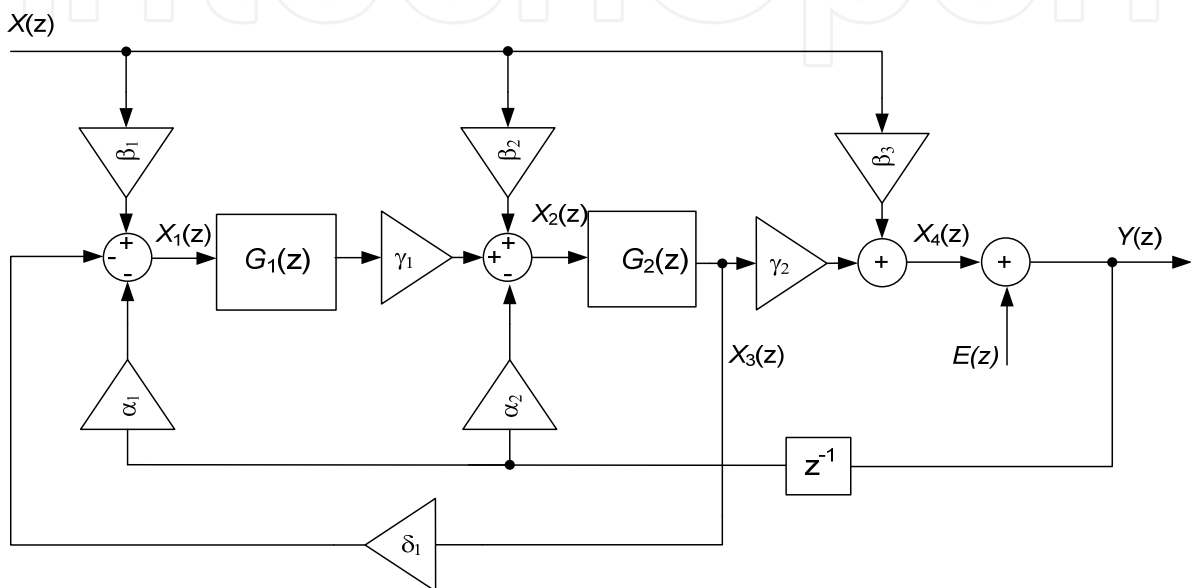 X(z)
β₁
β₂
β₃
X₁(z)
G₁(z)
γ₁
X₂(z)
G₂(z)
γ₂
X₄(z)
Y(z)
+
-
-
+
+
-
+
+
X₃(z)
E(z)
α₁
α₂
z⁻¹
δ₁